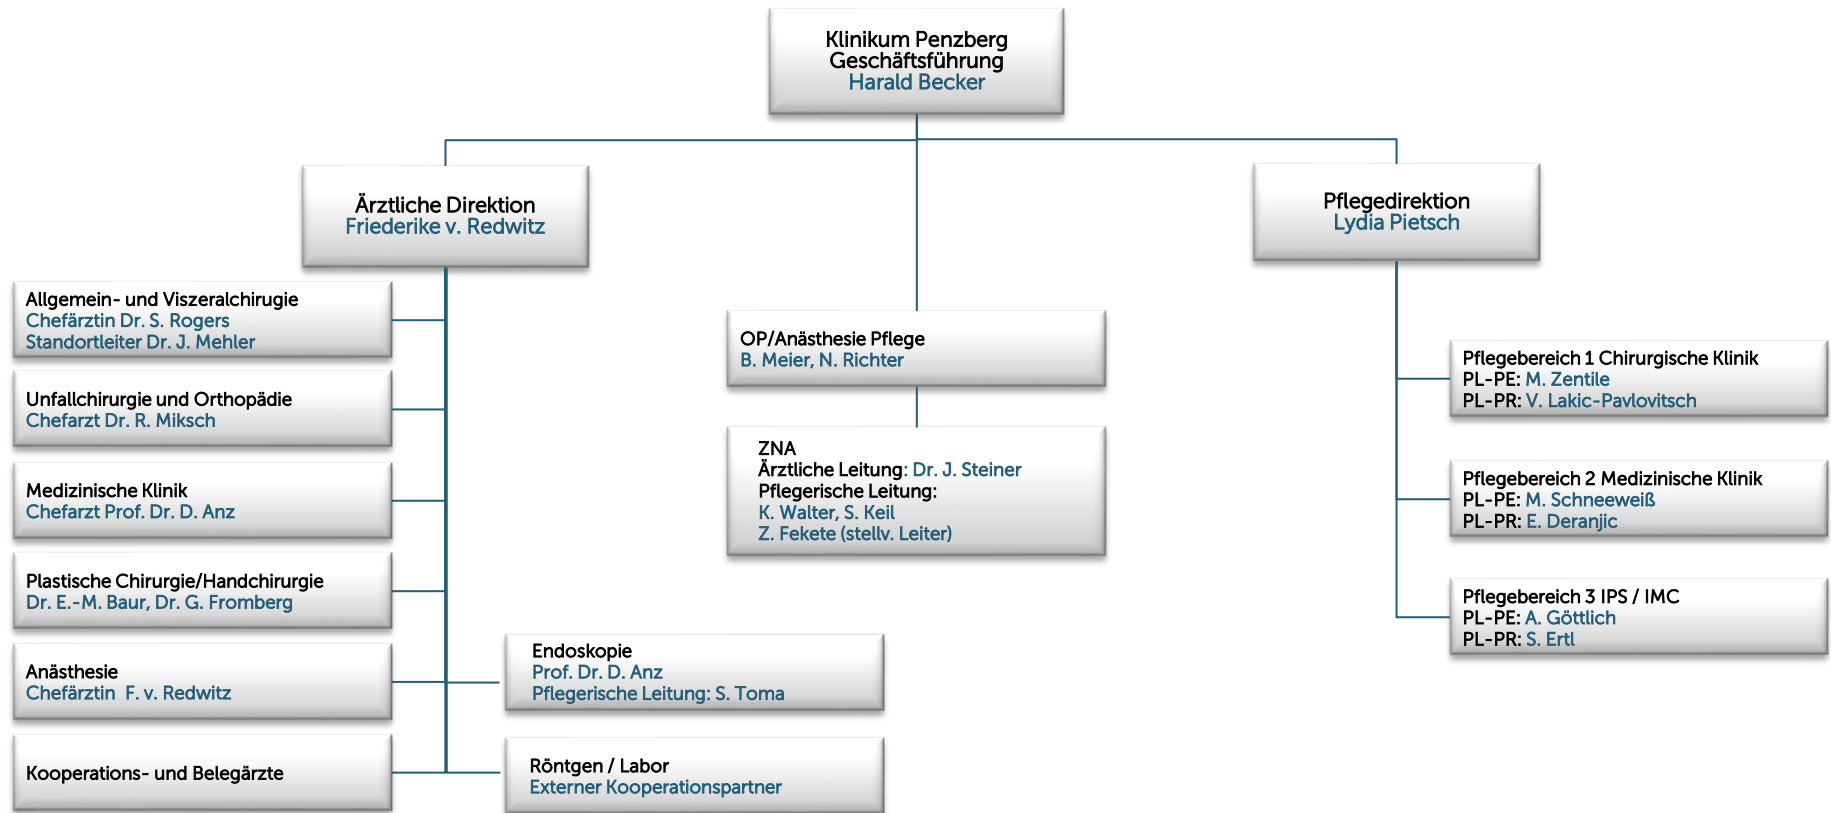 Klinikum Penzberg
Geschäftsführung
Harald Becker
Ärztliche Direktion
Friederike v. Redwitz
Pflegedirektion
Lydia Pietsch
Allgemein- und Viszeralchirugie
Chefärztin Dr. S. Rogers
Standortleiter Dr. J. Mehler
Unfallchirurgie und Orthopädie
Chefarzt Dr. R. Miksch
Medizinische Klinik
Chefarzt Prof. Dr. D. Anz
Plastische Chirurgie/Handchirurgie
Dr. E.-M. Baur, Dr. G. Fromberg
Anästhesie
Chefärztin F. v. Redwitz
Kooperations- und Belegärzte
Endoskopie
Prof. Dr. D. Anz
Pflegerische Leitung: S. Toma
Röntgen / Labor
Externer Kooperationspartner
OP/Anästhesie Pflege
B. Meier, N. Richter
ZNA
Ärztliche Leitung: Dr. J. Steiner
Pflegerische Leitung:
K. Walter, S. Keil
Z. Fekete (stellv. Leiter)
Pflegebereich 1 Chirurgische Klinik
PL-PE: M. Zentile
PL-PR: V. Lakic-Pavlovitsch
Pflegebereich 2 Medizinische Klinik
PL-PE: M. Schneeweiß
PL-PR: E. Deranjic
Pflegebereich 3 IPS / IMC
PL-PE: A. Göttlich
PL-PR: S. Ertl